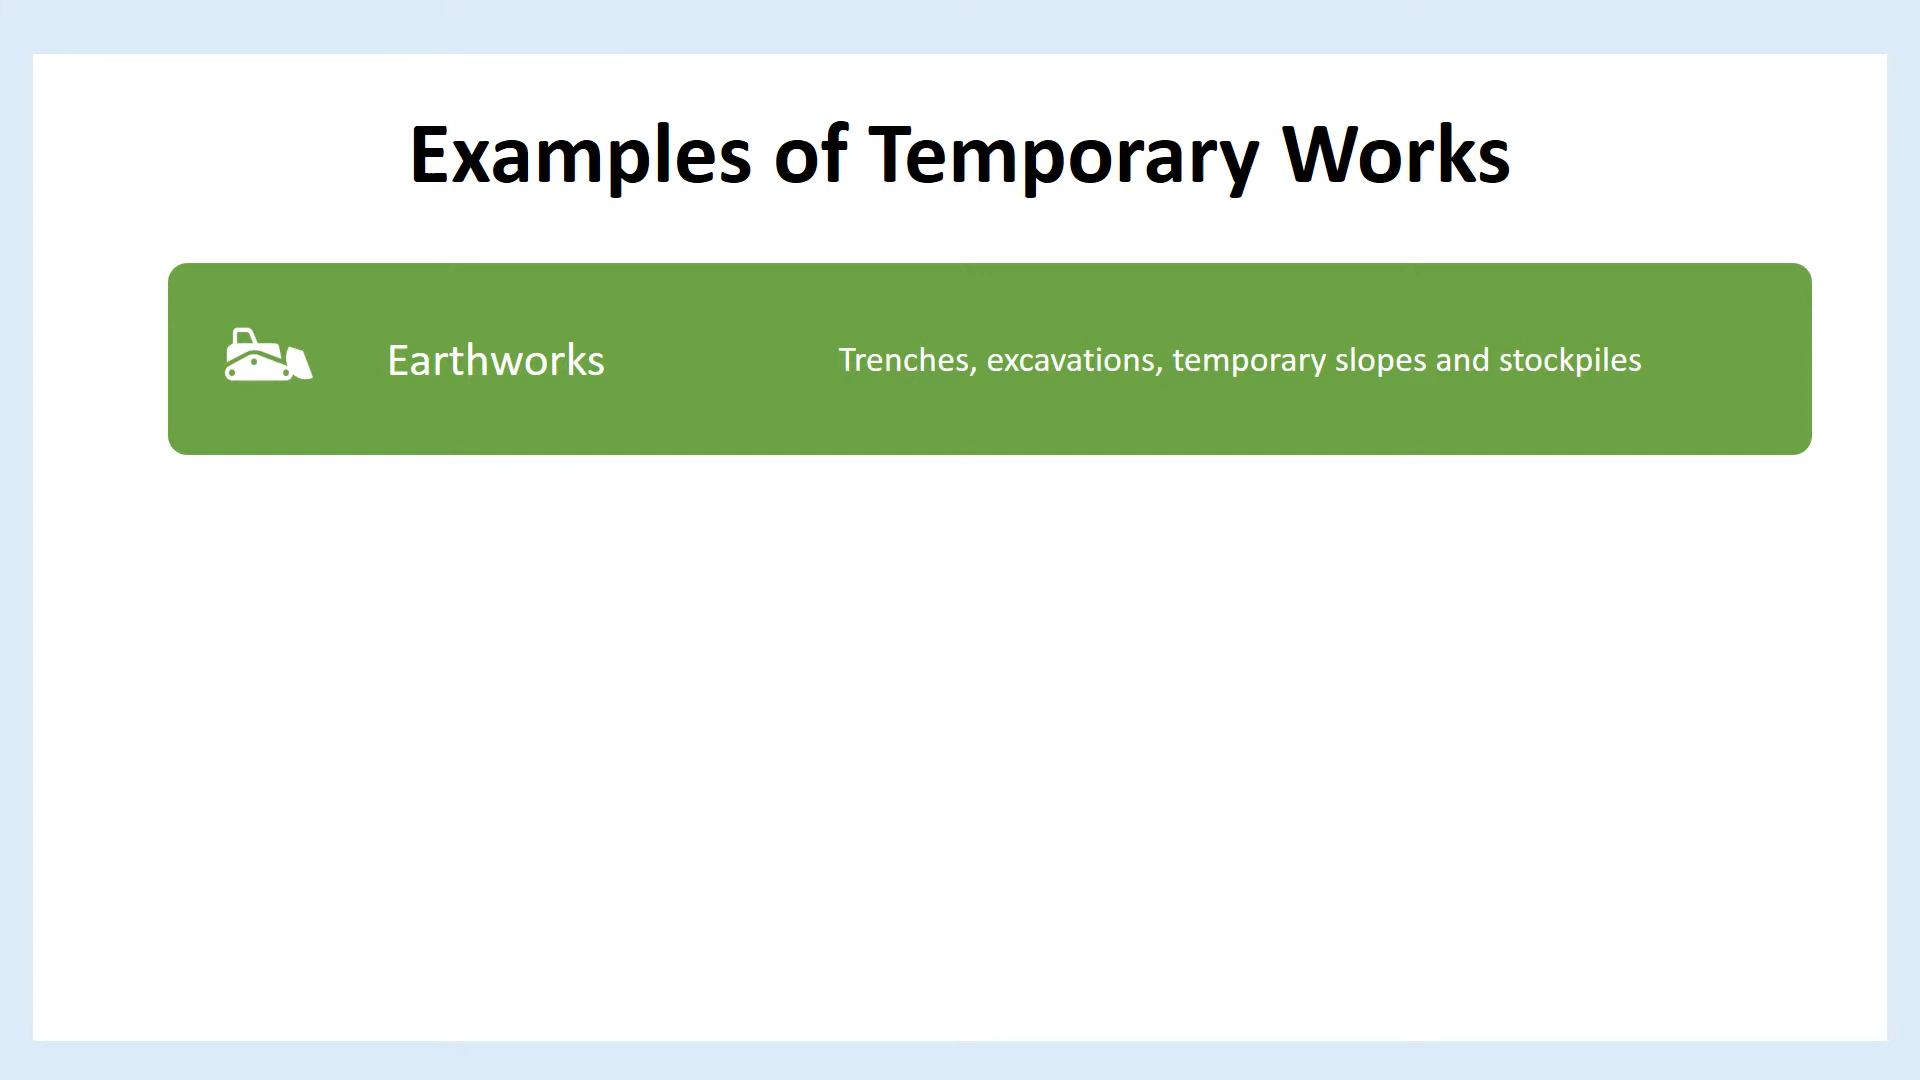 Examples of Temporary Works
Earthworks
Trenches, excavations, temporary slopes and stockpiles